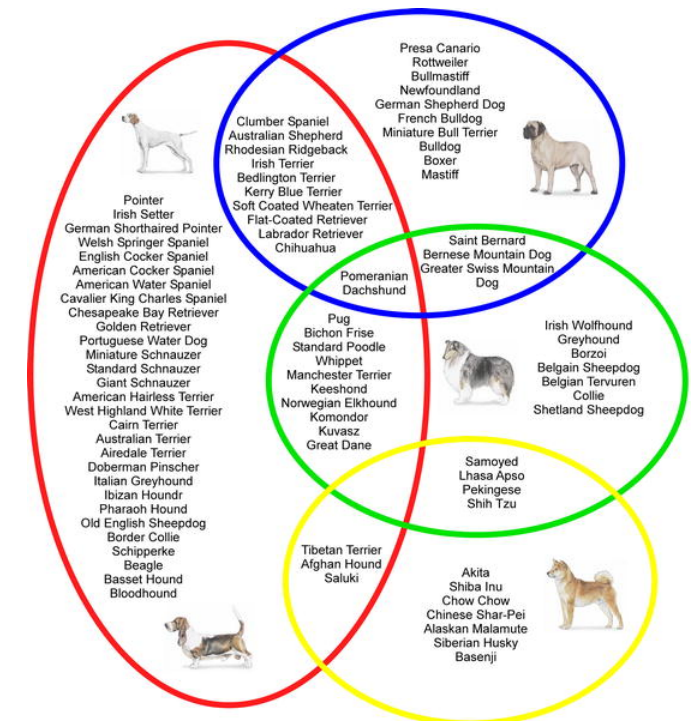 Presa Canario
Rottweiler
Bullmastiff
Newfoundland
German Shepherd Dog
French Bulldog
Miniature Bull Terrier
Bulldog
Boxer
Mastiff
Clumber Spaniel
Australian Shepherd
Rhodesian Ridgeback
Irish Terrier
Bedlington Terrier
Kerry Blue Terrier
Soft Coated Wheaten Terrier
Flat-Coated Retriever
Labrador Retriever
Chihuahua
Pointer
Irish Setter
German Shorthaired Pointer
Welsh Springer Spaniel
English Cocker Spaniel
American Cocker Spaniel
American Water Spaniel
Cavalier King Charles Spaniel
Chesapeake Bay Retriever
Golden Retriever
Portuguese Water Dog
Miniature Schnauzer
Standard Schnauzer
Giant Schnauzer
American Hairless Terrier
West Highland White Terrier
Cairn Terrier
Australian Terrier
Airedale Terrier
Doberman Pinscher
Italian Greyhound
Ibizan Houndr
Pharaoh Hound
Old English Sheepdog
Border Collie
Schipperke
Beagle
Basset Hound
Bloodhound
Saint Bernard
Bernese Mountain Dog
Greater Swiss Mountain
Dog
Pomeranian
Dachshund
Pug
Bichon Frise
Standard Poodle
Whippet
Manchester Terrier
Keeshond
Norwegian Elkhound
Komondor
Kuvasz
Great Dane
Irish Wolfhound
Greyhound
Borzoi
Belgain Sheepdog
Belgian Tervuren
Collie
Shetland Sheepdog
Samoyed
Lhasa Apso
Pekingese
Shih Tzu
Tibetan Terrier
Afghan Hound
Saluki
Akita
Shiba Inu
Chow Chow
Chinese Shar-Pei
Alaskan Malamute
Siberian Husky
Basenji